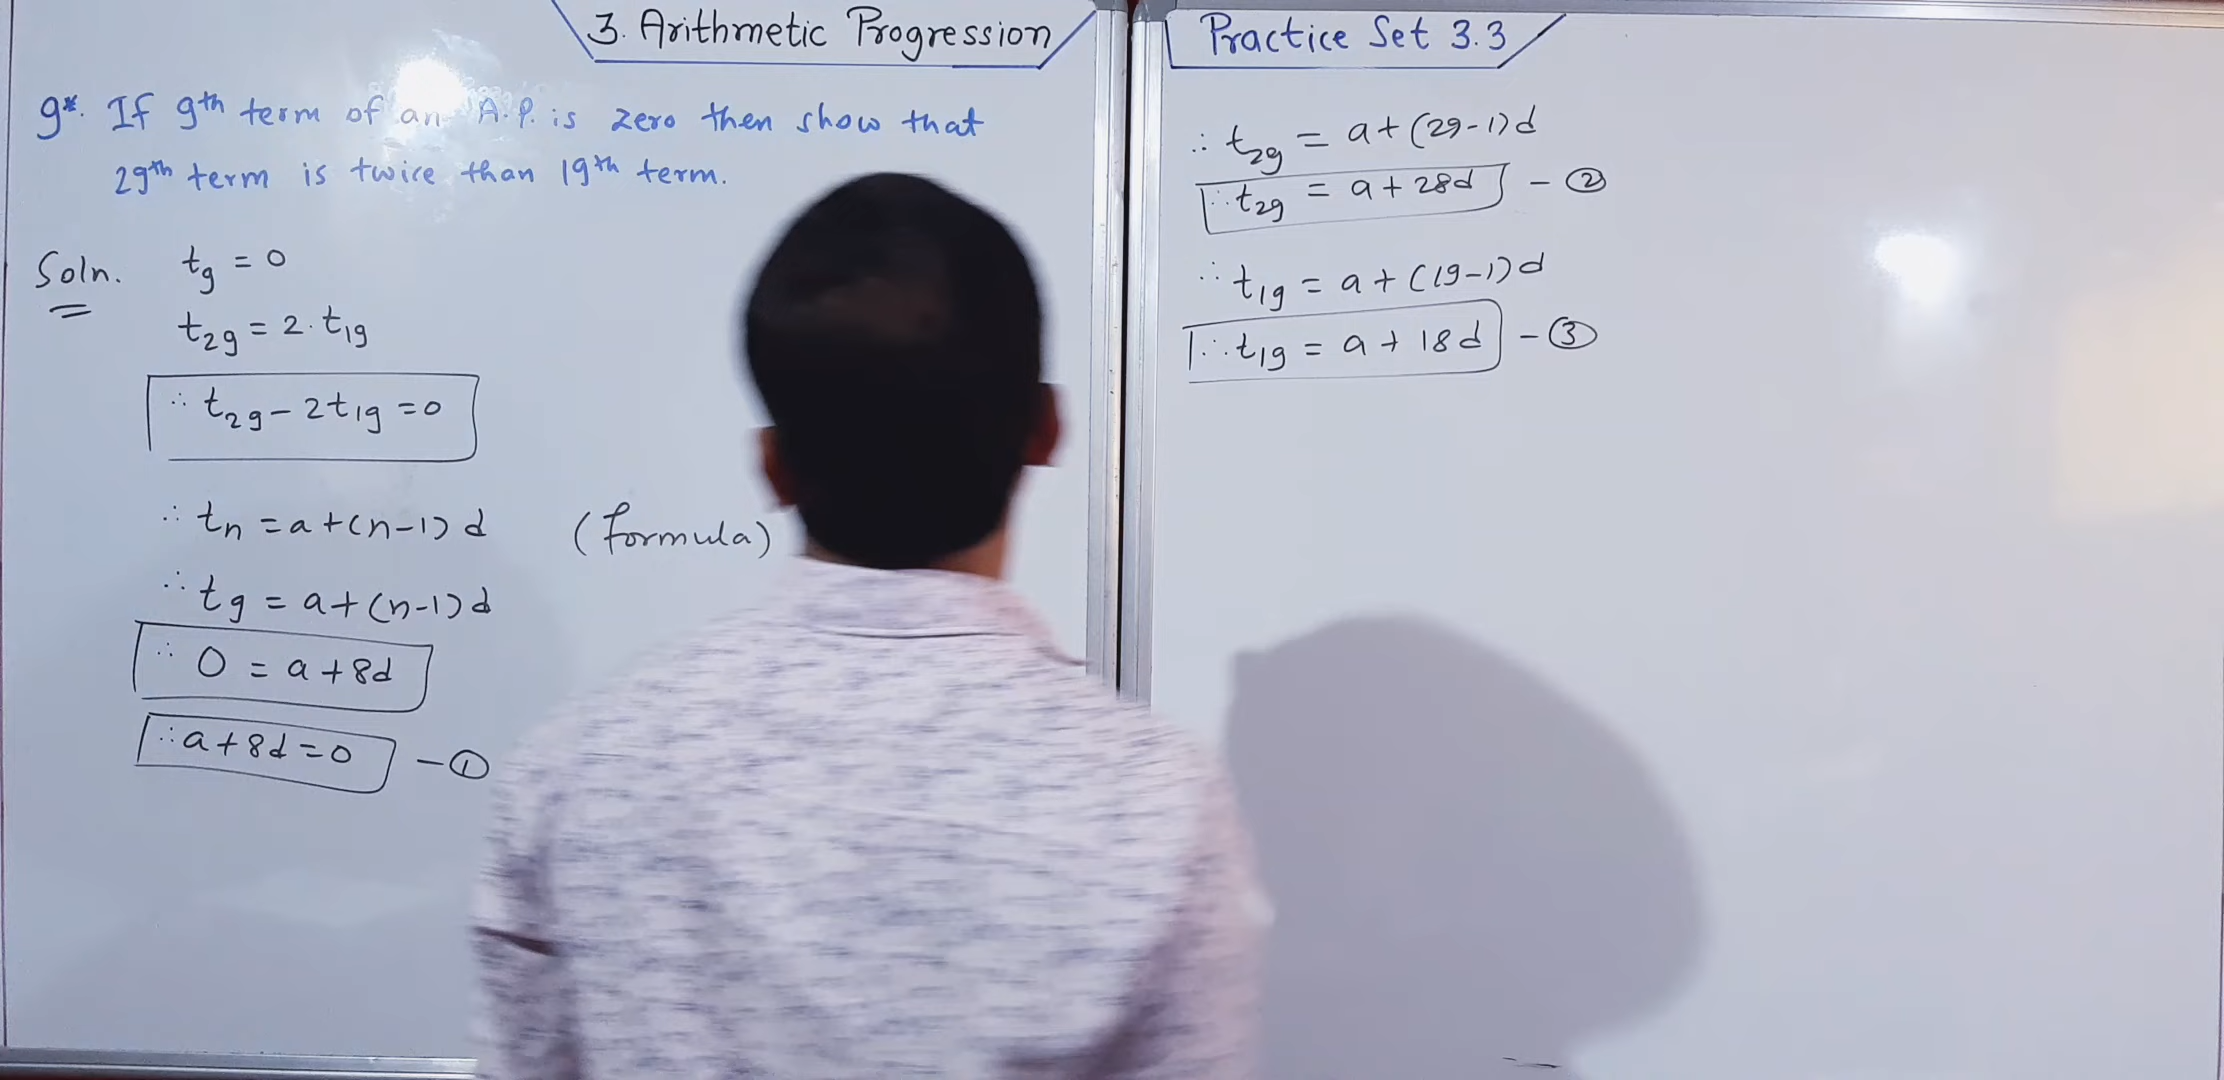 3. Arithmetic Progression
Practice Set 3.3
9*. If 9th term of an A.P. is zero then show that
29th term is twice than 19th term.
Soln. t9 = 0
t29 = 2·t19
∴ t29 – 2t19 = 0
∴ tn = a+(n-1)d (formula)
∴ t9 = a+(n-1)d
∴ 0 = a+8d
∴ a+8d=0 – ①
∴ t29 = a+(29-1)d
∴ t29 = a+28d – ②
∴ t19 = a+(19-1)d
∴ t19 = a+18d – ③